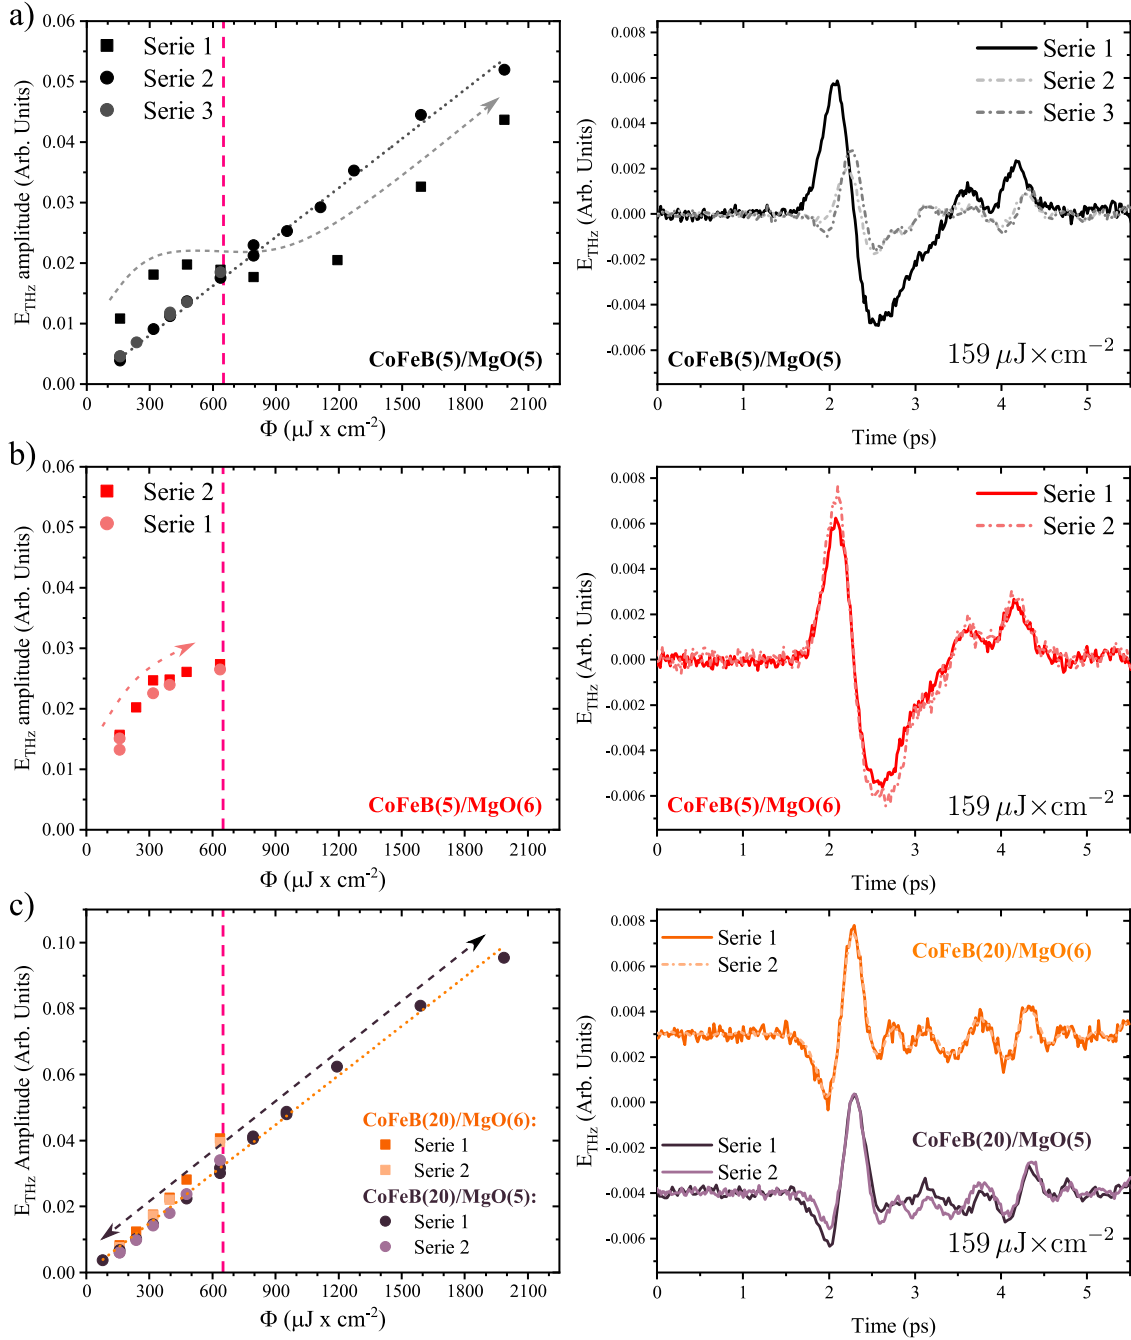 a)
0.06
0.05
0.04
0.03
0.02
0.01
0.00
E_THz amplitude (Arb. Units)
Serie 1
Serie 2
Serie 3
CoFeB(5)/MgO(5)
0 300 600 900 1200 1500 1800 2100
Φ (μJ x cm⁻²)
0.008
0.006
0.004
0.002
0.000
-0.002
-0.004
-0.006
E_THz (Arb. Units)
Serie 1
Serie 2
Serie 3
CoFeB(5)/MgO(5)
159 μJ×cm⁻²
0 1 2 3 4 5
Time (ps)
b)
0.06
0.05
0.04
0.03
0.02
0.01
0.00
E_THz amplitude (Arb. Units)
Serie 2
Serie 1
CoFeB(5)/MgO(6)
0 300 600 900 1200 1500 1800 2100
Φ (μJ x cm⁻²)
0.008
0.006
0.004
0.002
0.000
-0.002
-0.004
-0.006
E_THz (Arb. Units)
Serie 1
Serie 2
CoFeB(5)/MgO(6)
159 μJ×cm⁻²
0 1 2 3 4 5
Time (ps)
c)
0.10
0.08
0.06
0.04
0.02
0.00
E_THz Amplitude (Arb. Units)
CoFeB(20)/MgO(6):
Serie 1
Serie 2
CoFeB(20)/MgO(5):
Serie 1
Serie 2
0 300 600 900 1200 1500 1800 2100
Φ (μJ x cm⁻²)
0.008
0.006
0.003
0.002
0.000
-0.002
-0.004
-0.006
E_THz (Arb. Units)
Serie 1
Serie 2
CoFeB(20)/MgO(6)
Serie 1
Serie 2
CoFeB(20)/MgO(5)
159 μJ×cm⁻²
0 1 2 3 4 5
Time (ps)